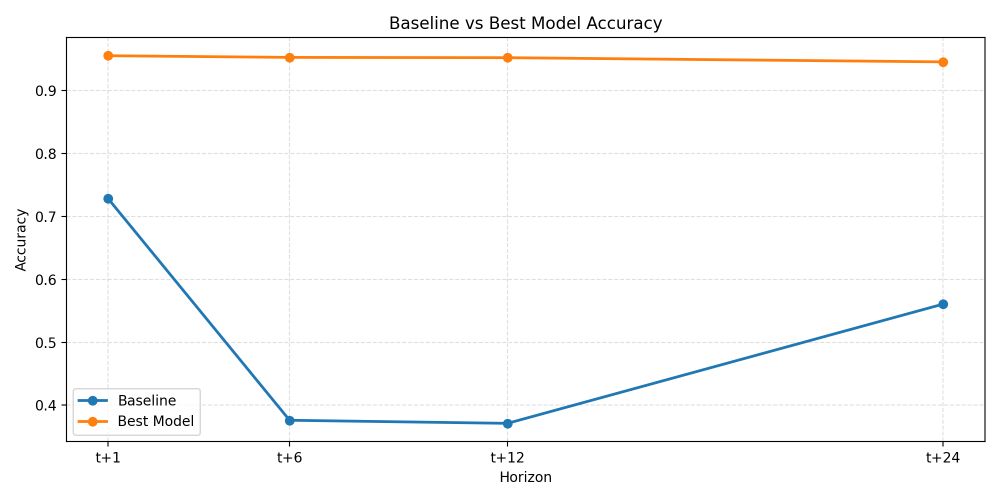 Baseline vs Best Model Accuracy
Accuracy
0.9
0.8
0.7
0.6
0.5
0.4
Baseline
Best Model
t+1 t+6 t+12 t+24
Horizon